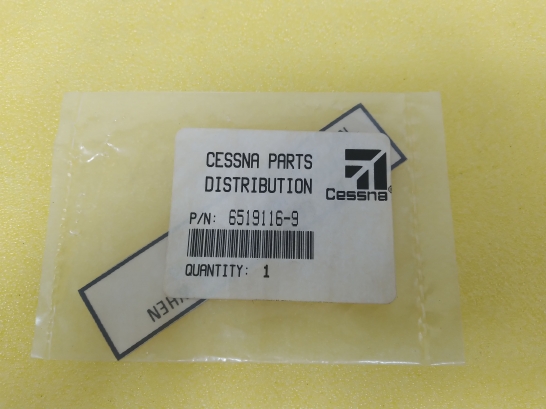 CESSNA PARTS
DISTRIBUTION
Cessna®
P/N: 6519116-9
QUANTITY: 1